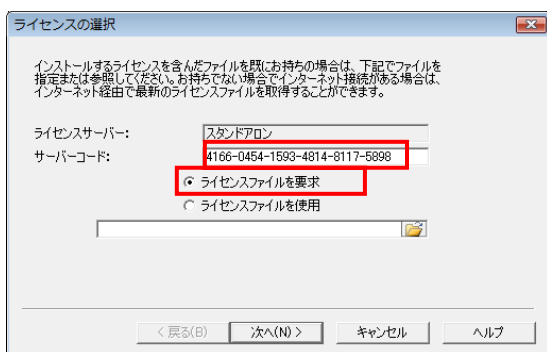 ライセンスの選択
インストールするライセンスを含んだファイルを既にお持ちの場合は、下記でファイルを
指定または参照してください。お持ちでない場合でインターネット接続がある場合は、
インターネット経由で最新のライセンスファイルを取得することができます。
ライセンスサーバー: スタンドアロン
サーバーコード: 4166-0454-1593-4814-8117-5898
ライセンスファイルを要求
ライセンスファイルを使用
< 戻る(B) 次へ(N) > キャンセル ヘルプ